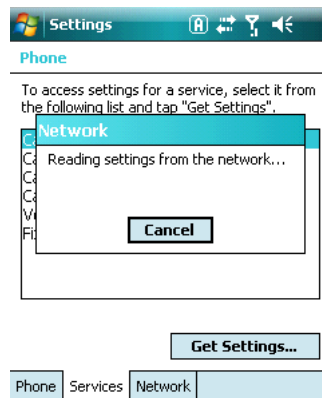 Settings
A
Phone
To access settings for a service, select it from
the following list and tap "Get Settings".
Network
Reading settings from the network...
Cancel
Get Settings...
Phone Services Network